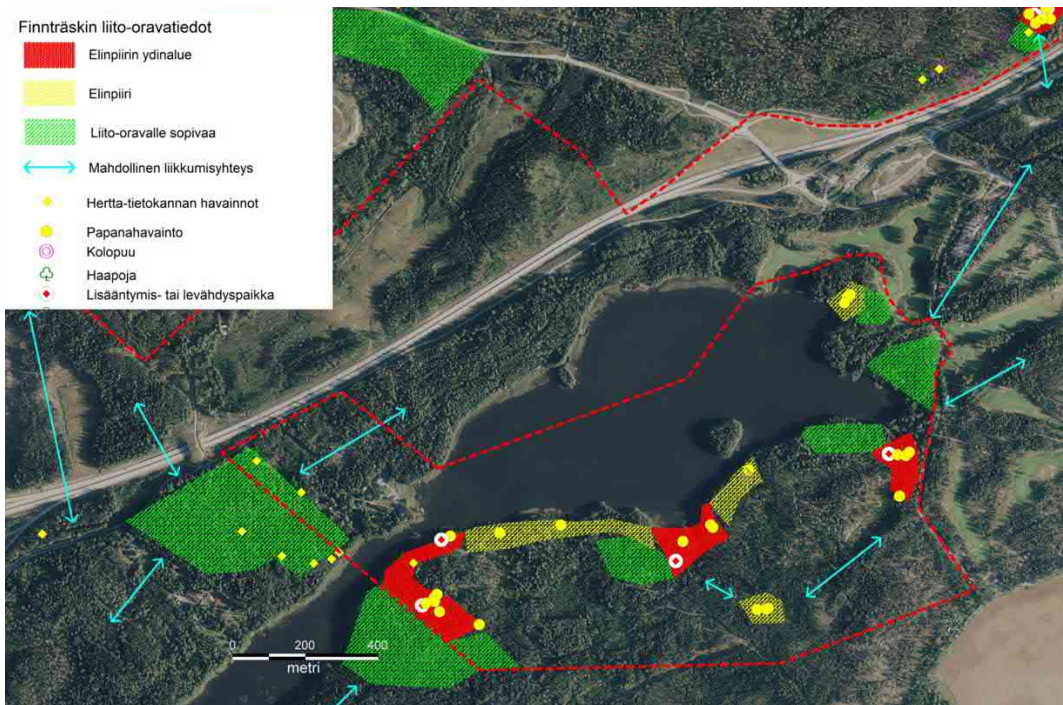 Finnträskin liito-oravatiedot
Elinpiirin ydinalue
Elinpiiri
Liito-oravalle sopivaa
Mahdollinen liikkumisyhteys
Hertta-tietokannan havainnot
Papanahavainto
Kolopuu
Haapoja
Lisääntymis- tai levähdyspaikka
0 200 400
metri